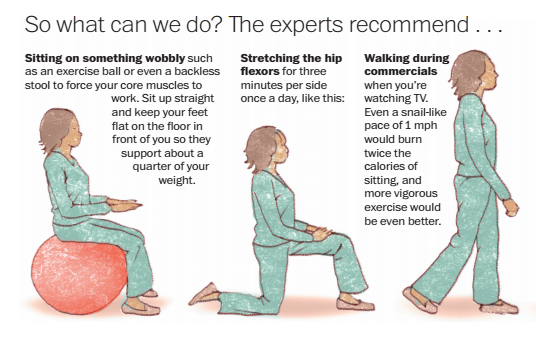 So what can we do? The experts recommend . . .
Sitting on something wobbly such
as an exercise ball or even a backless
stool to force your core muscles to
work. Sit up straight
and keep your feet
flat on the floor in
front of you so they
support about a
quarter of your
weight.
Stretching the hip
flexors for three
minutes per side
once a day, like this:
Walking during
commercials
when you're
watching TV.
Even a snail-like
pace of 1 mph
would burn
twice the
calories of
sitting, and
more vigorous
exercise would
be even better.